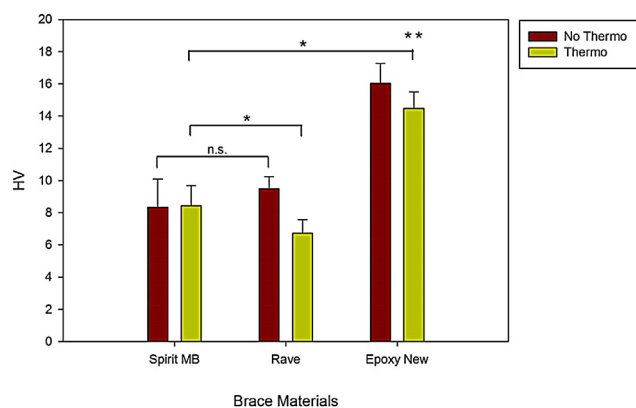 20
18
16
14
12
10
8
6
4
2
0
HV
*
**
*
n.s.
Spirit MB Rave Epoxy New
Brace Materials
No Thermo
Thermo